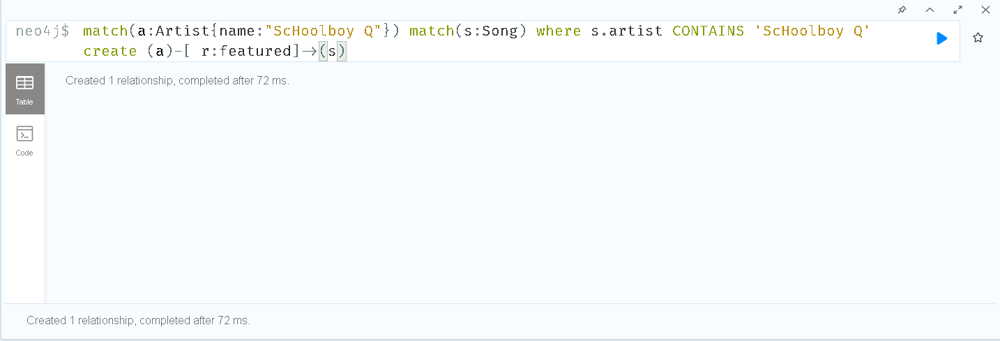 neo4j$ match(a:Artist{name:"ScHoolboy Q"}) match(s:Song) where s.artist CONTAINS 'ScHoolboy Q'
create (a)-[ r:featured]→(s)
Created 1 relationship, completed after 72 ms.
Table
Code
Created 1 relationship, completed after 72 ms.